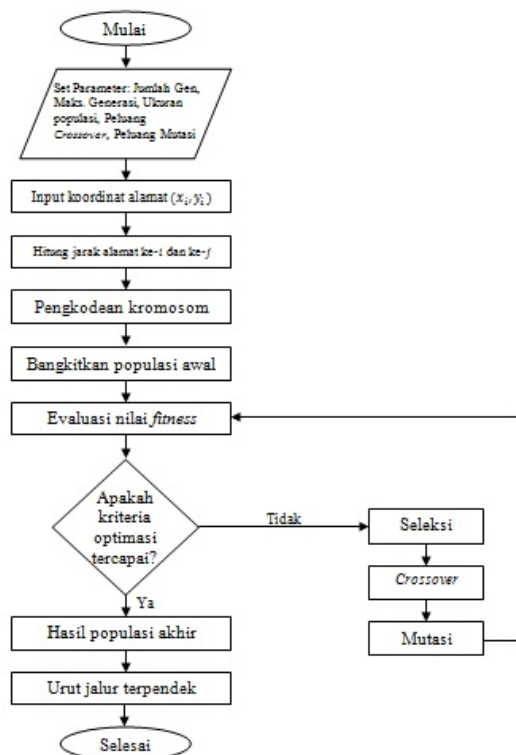 Mulai
Set Parameter: Jumlah Gen,
Maks. Generasi, Ukuran
populasi, Peluang
Crossover, Peluang Mutasi
Input koordinat alamat (xᵢ,yᵢ)
Hitung jarak alamat ke-i dan ke-j
Pengkodean kromosom
Bangkitkan populasi awal
Evaluasi nilai fitness
Apakah
kriteria
optimasi
tercapai?
Tidak
Seleksi
Crossover
Mutasi
Ya
Hasil populasi akhir
Urut jalur terpendek
Selesai